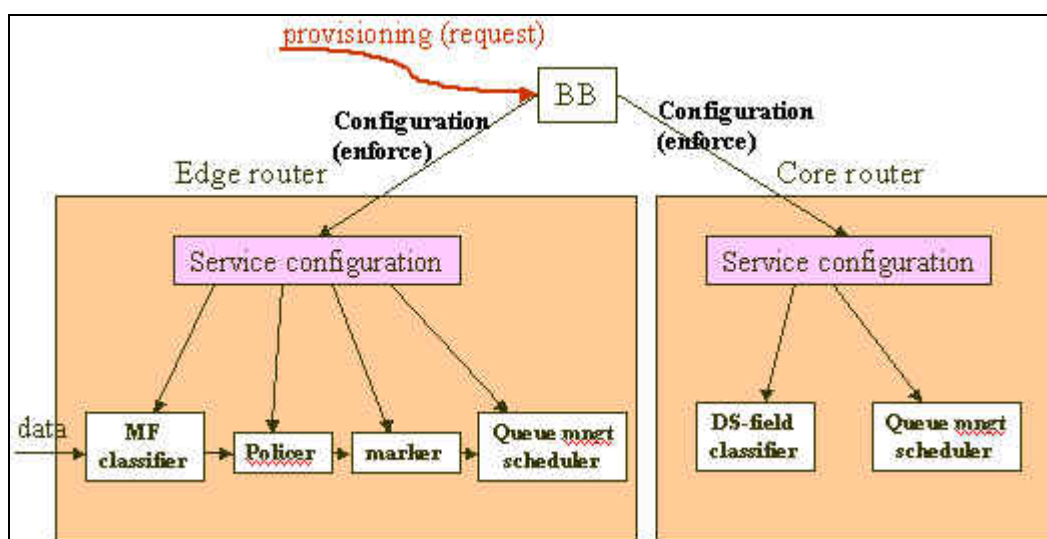 provisioning (request)
BB
Configuration
(enforce)
Configuration
(enforce)
Edge router
Core router
Service configuration
Service configuration
data
MF
classifier
Policer
marker
Queue mngt
scheduler
DS-field
classifier
Queue mngt
scheduler